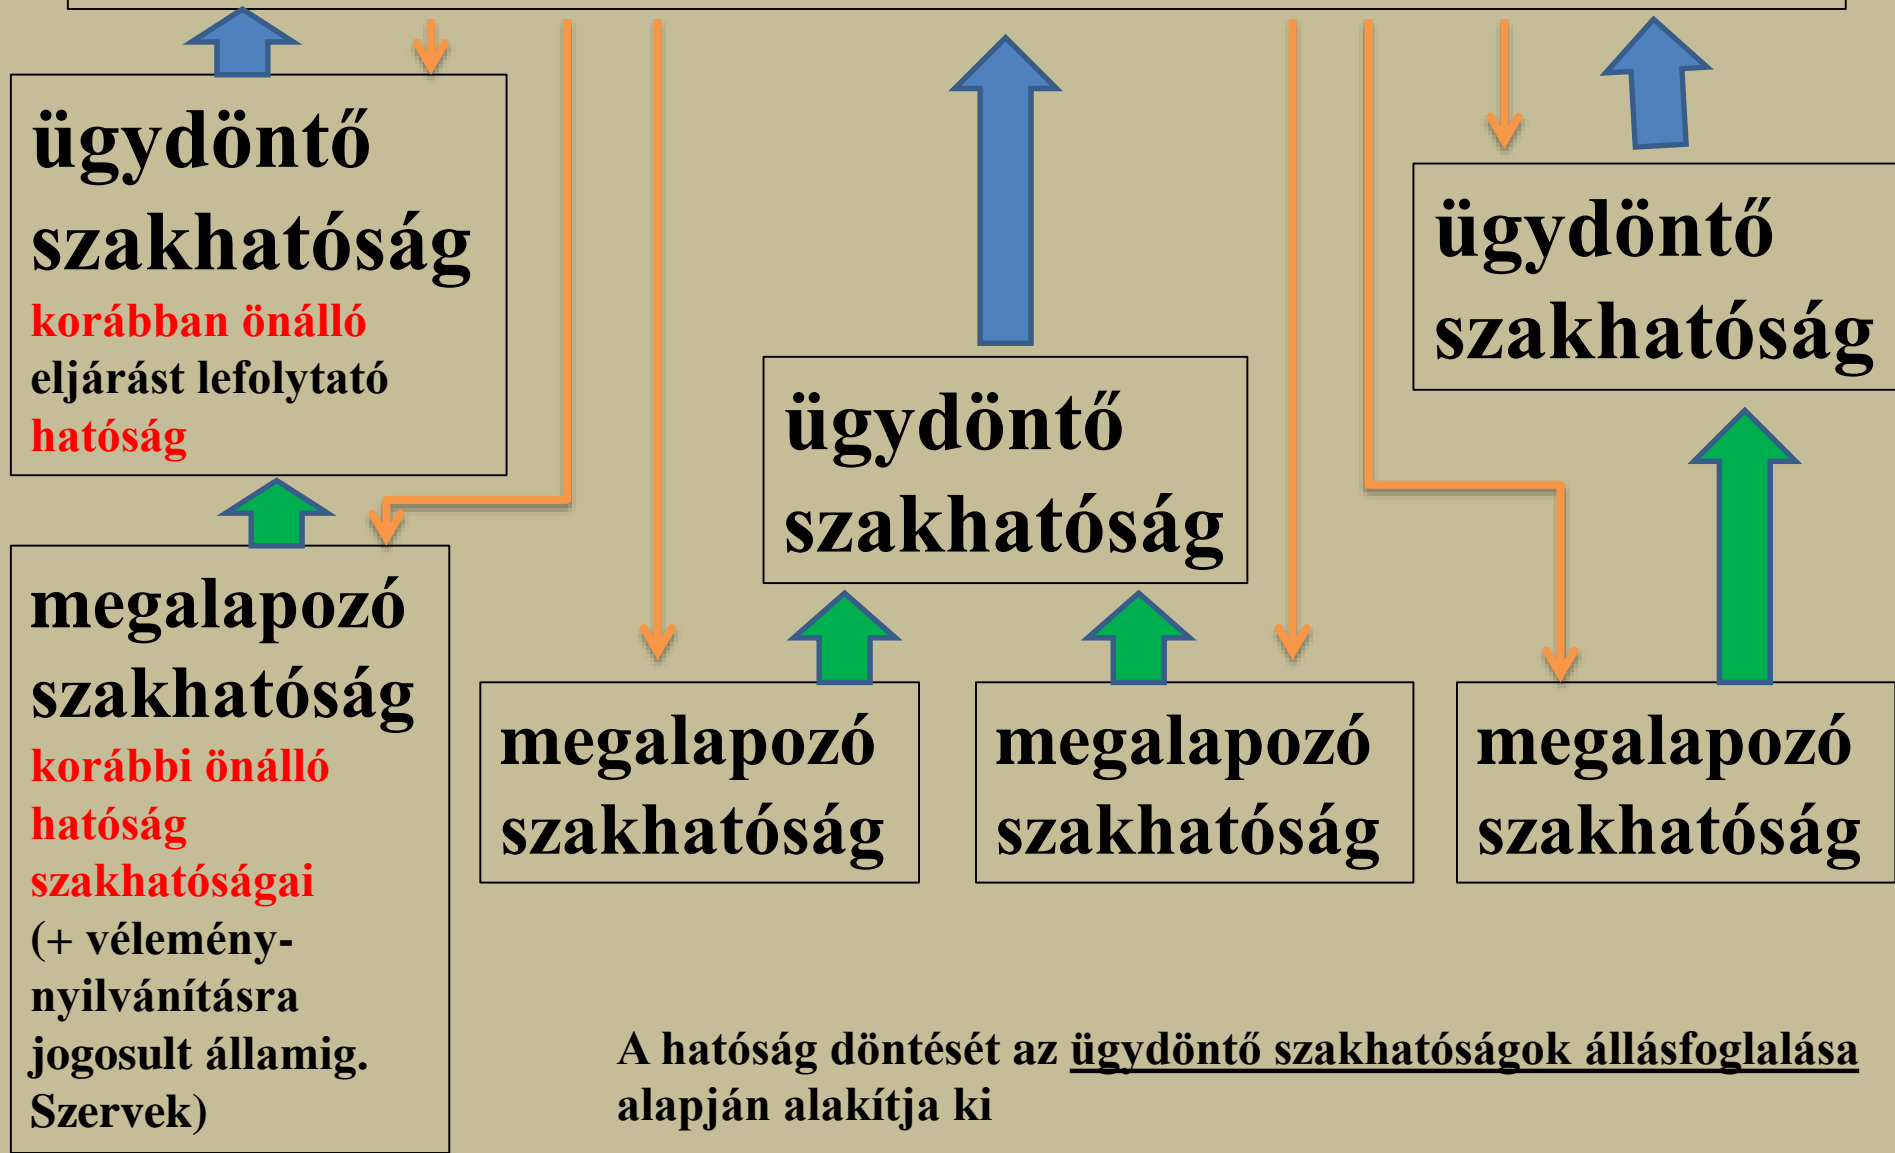 ügydöntő
szakhatóság
korábban önálló
eljárást lefolytató
hatóság
ügydöntő
szakhatóság
ügydöntő
szakhatóság
megalapozó
szakhatóság
korábbi önálló
hatóság
szakhatóságai
(+ vélemény-
nyilvánításra
jogosult államig.
Szervek)
megalapozó
szakhatóság
megalapozó
szakhatóság
megalapozó
szakhatóság
A hatóság döntését az ügydöntő szakhatóságok állásfoglalása
alapján alakítja ki